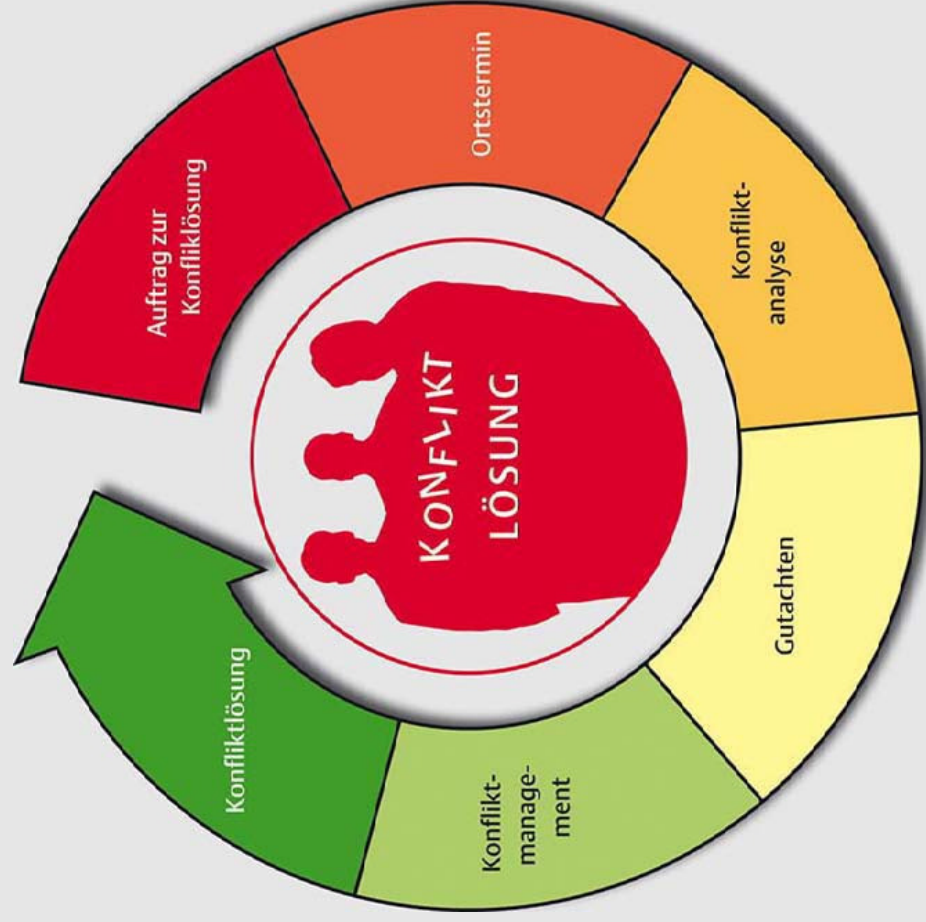 Auftrag zur
Konfliklösung
Ortstermin
Konflikt-
analyse
Gutachten
Konflikt-
manage-
ment
Konfliktlösung
KONFLIKT
LÖSUNG